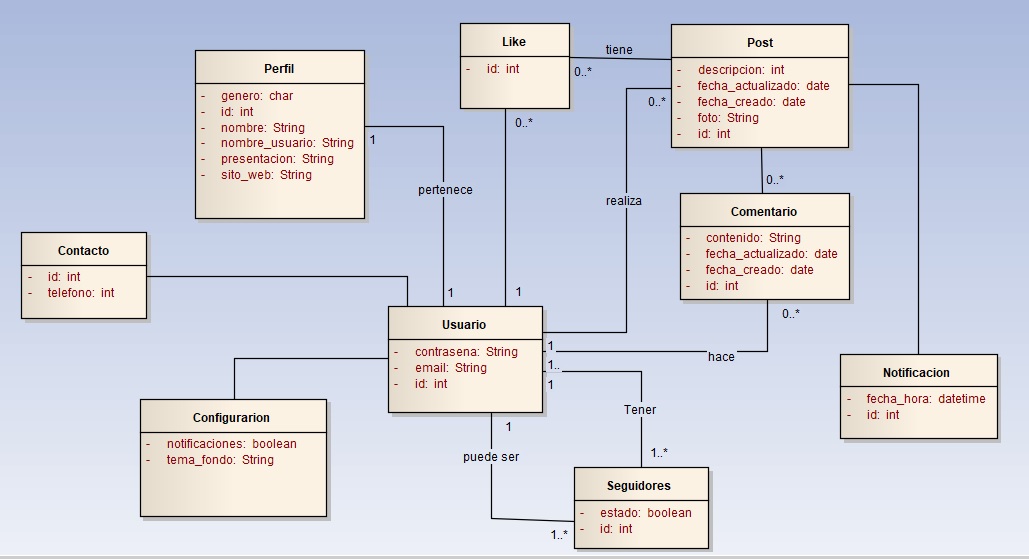 Like
- id: int
tiene
0..*
0..*
Post
- descripcion: int
- fecha_actualizado: date
- fecha_creado: date
- foto: String
- id: int
0..*
0..*
Perfil
- genero: char
- id: int
- nombre: String
- nombre_usuario: String
- presentacion: String
- sito_web: String
1
pertenece
1
1
realiza
Comentario
- contenido: String
- fecha_actualizado: date
- fecha_creado: date
- id: int
0..*
hace
Contacto
- id: int
- telefono: int
Usuario
- contrasena: String
- email: String
- id: int
1
1..
1
1
Notificacion
- fecha_hora: datetime
- id: int
Configurarion
- notificaciones: boolean
- tema_fondo: String
Tener
1..*
puede ser
1..*
Seguidores
- estado: boolean
- id: int